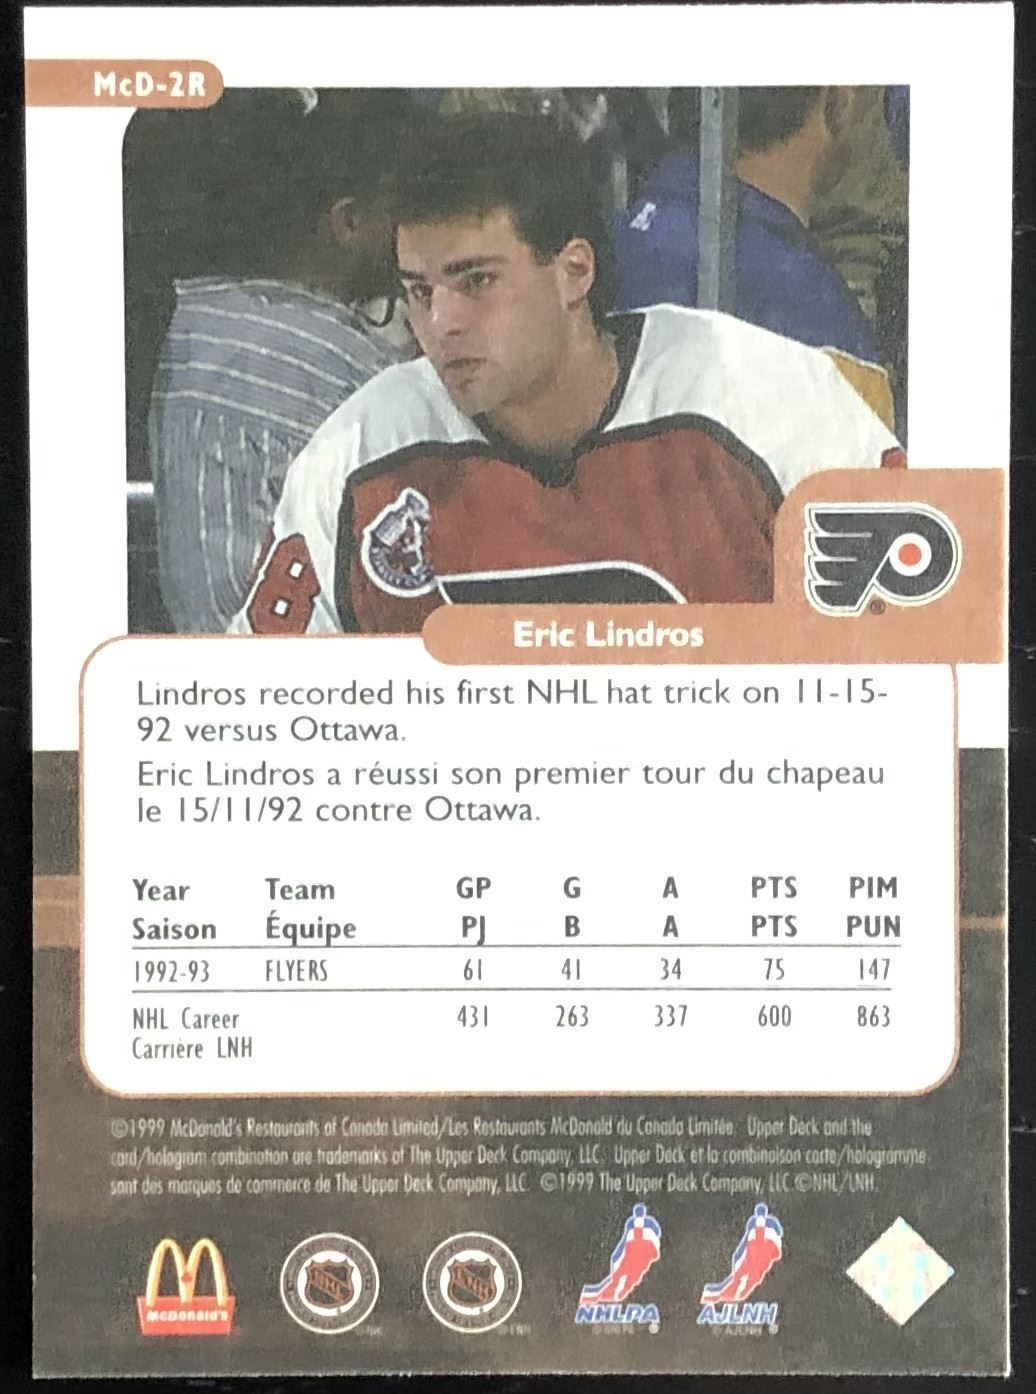 McD-2R
8
Eric Lindros
Lindros recorded his first NHL hat trick on 11-15-
92 versus Ottawa.
Eric Lindros a réussi son premier tour du chapeau
le 15/11/92 contre Ottawa.
Year Team GP G A PTS PIM
Saison Équipe PJ B A PTS PUN
1992-93 FLYERS 61 41 34 75 147
NHL Career 431 263 337 600 863
Carrière LNH
©1999 McDonald's Restaurants of Canada Limited/Les Restaurants McDonald du Canada Limitée. Upper Deck and the
card/hologram combination are trademarks of The Upper Deck Company, LLC. Upper Deck et la combinaison carte/hologramme
sont des marques de commerce de The Upper Deck Company, LLC. ©1999 The Upper Deck Company, LLC. ©NHL/LNH
McDonald's NHL LNH NHLPA AJLNH